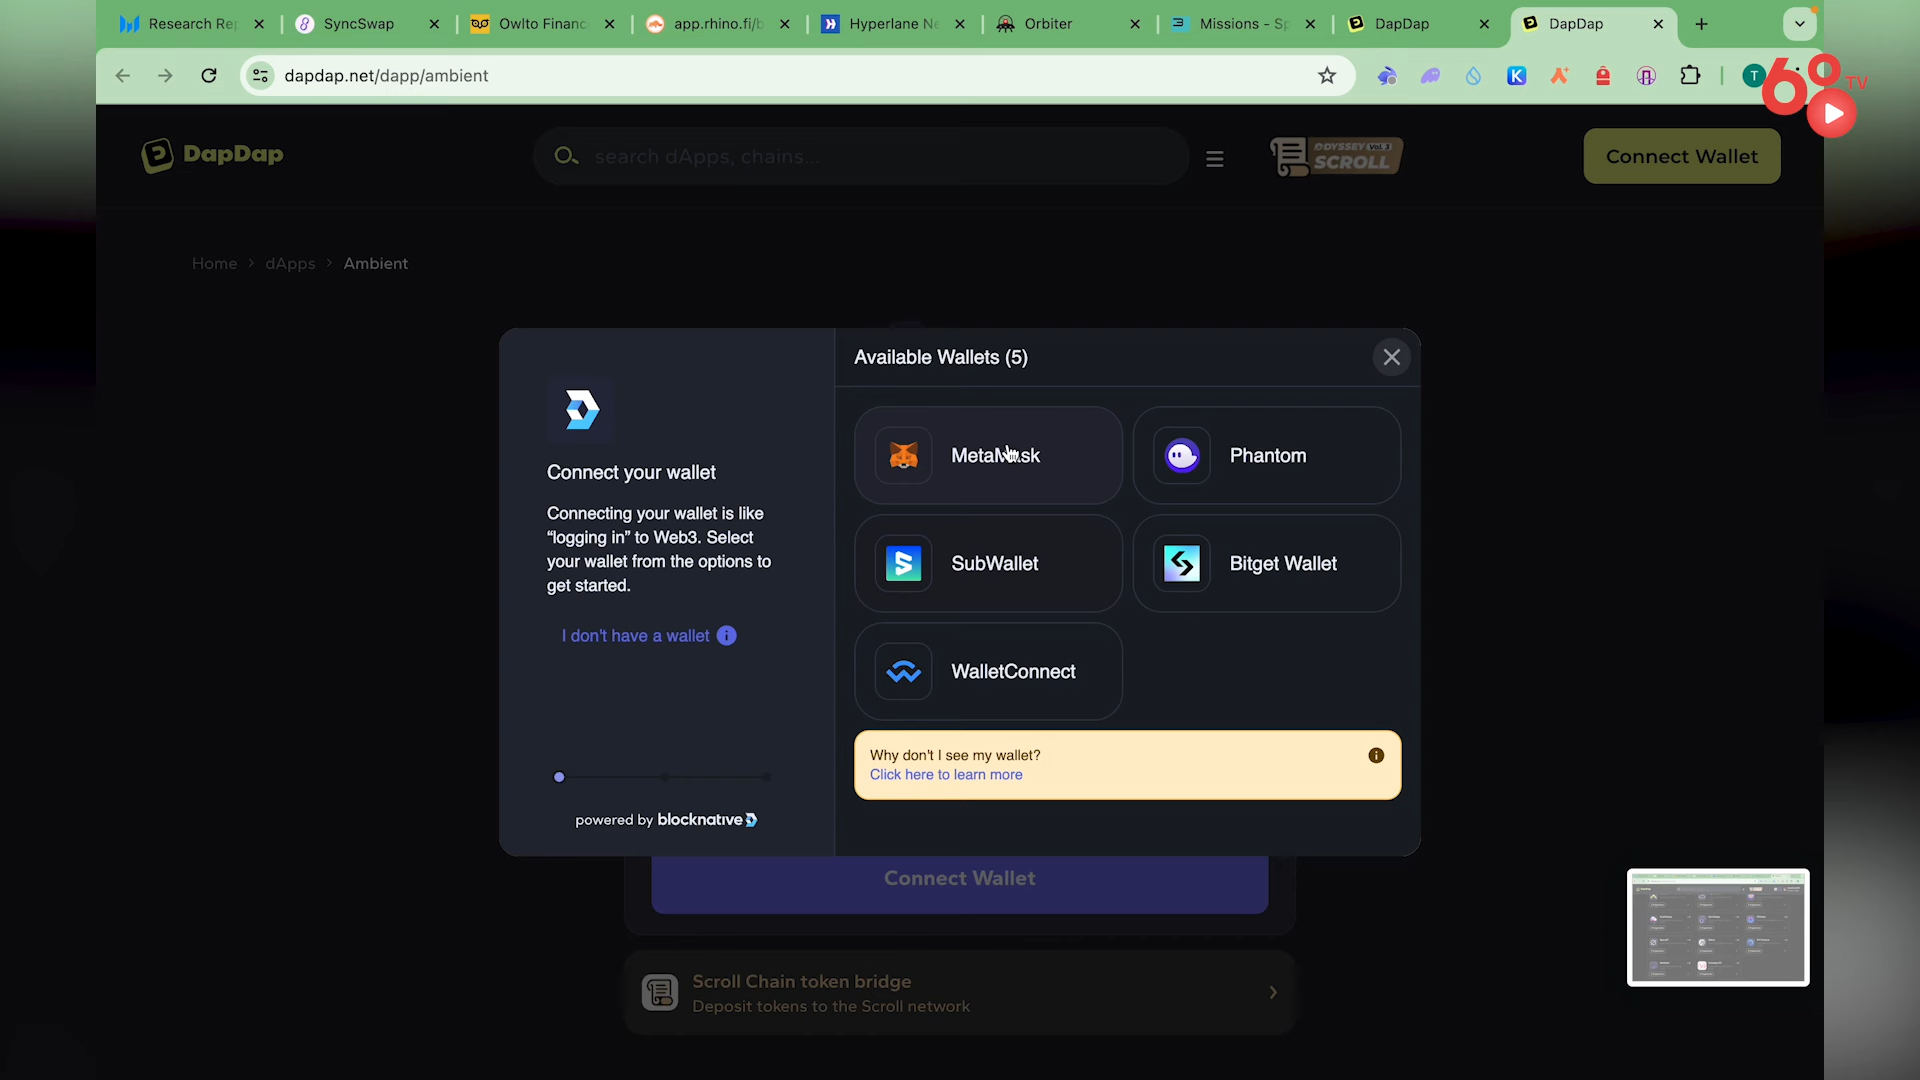 Research Re
SyncSwap
Owlto Financ
app.rhino.fi/b
Hyperlane Ne
Orbiter
Missions - Sp
DapDap
DapDap
dapdap.net/dapp/ambient
T
TV
DapDap
search dApps, chains...
ODYSSEY Vol. 3
SCROLL
Connect Wallet
Home > dApps > Ambient
Available Wallets (5)
MetaMask
Phantom
Connect your wallet
Connecting your wallet is like
“logging in” to Web3. Select
your wallet from the options to
get started.
SubWallet
Bitget Wallet
I don't have a wallet
WalletConnect
Why don't I see my wallet?
Click here to learn more
powered by blocknative
Connect Wallet
Scroll Chain token bridge
Deposit tokens to the Scroll network